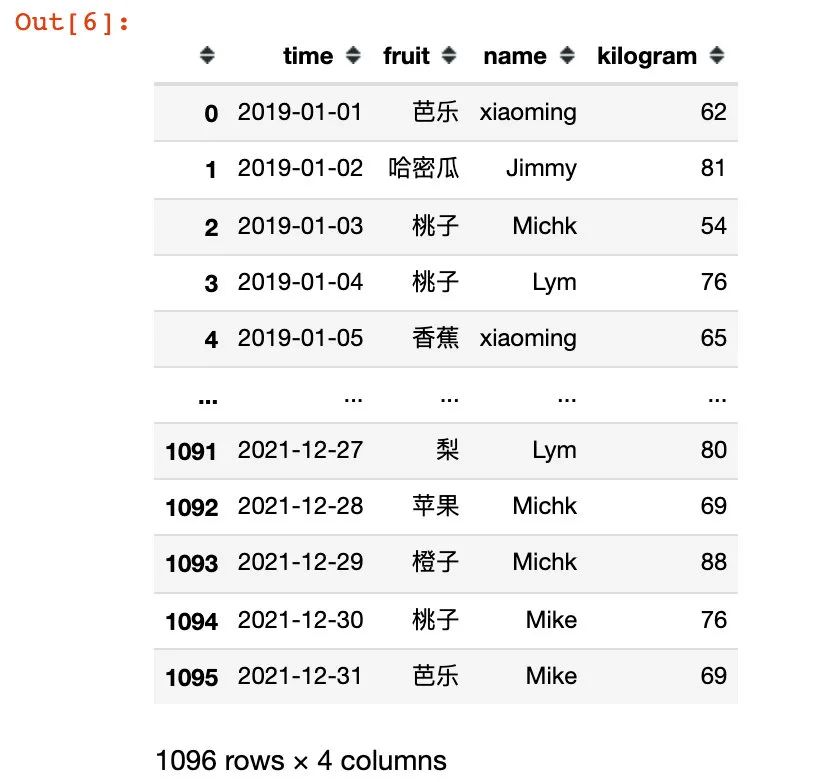 Out[6]:
time fruit name kilogram
0 2019-01-01 芭乐 xiaoming 62
1 2019-01-02 哈密瓜 Jimmy 81
2 2019-01-03 桃子 Michk 54
3 2019-01-04 桃子 Lym 76
4 2019-01-05 香蕉 xiaoming 65
... ... ... ... ...
1091 2021-12-27 梨 Lym 80
1092 2021-12-28 苹果 Michk 69
1093 2021-12-29 橙子 Michk 88
1094 2021-12-30 桃子 Mike 76
1095 2021-12-31 芭乐 Mike 69
1096 rows × 4 columns